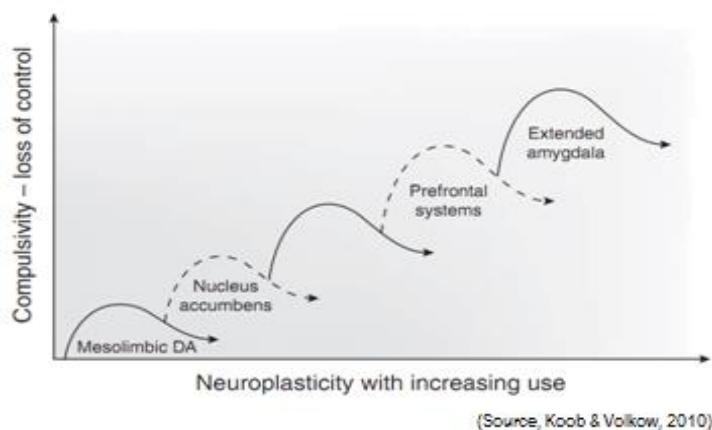 Compulsivity – loss of control
Extended
amygdala
Prefrontal
systems
Nucleus
accumbens
Mesolimbic DA
Neuroplasticity with increasing use
(Source, Koob & Volkow, 2010)